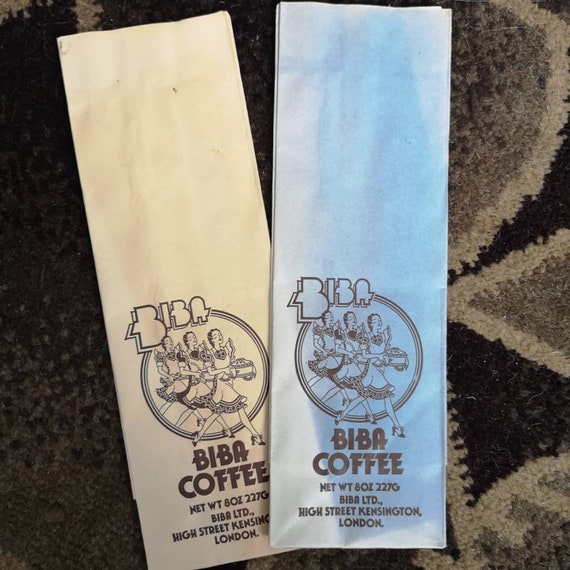 BIBA
BIBA
COFFEE
NET WT 8OZ 227G
BIBA LTD.,
HIGH STREET KENSINGTON,
LONDON.
BIBA
BIBA
COFFEE
NET WT 8OZ 227G
BIBA LTD.,
HIGH STREET KENSINGTON,
LONDON.